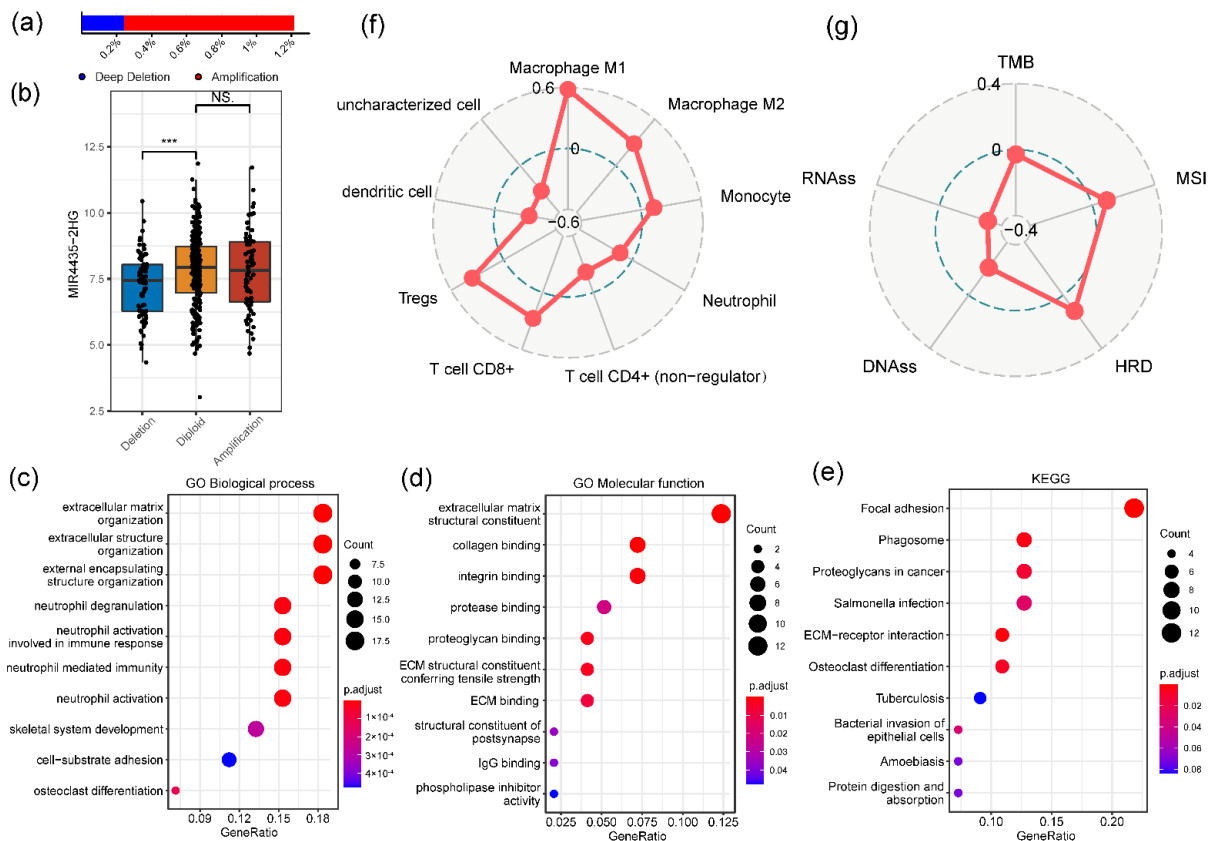 (a)
0.2%
0.4%
0.6%
0.8%
1%
1.2%
Deep Deletion
Amplification
(b)
NS.
***
12.5
10.0
7.5
5.0
2.5
MIR4435-2HG
Deletion
Diploid
Amplification
(f)
Macrophage M1
0.6
Macrophage M2
uncharacterized cell
0
dendritic cell
Monocyte
-0.6
Tregs
Neutrophil
T cell CD8+
T cell CD4+ (non-regulator)
(g)
TMB
0.4
0
RNAss
MSI
-0.4
DNAss
HRD
(c)
GO Biological process
extracellular matrix
organization
extracellular structure
organization
external encapsulating
structure organization
neutrophil degranulation
neutrophil activation
involved in immune response
neutrophil mediated immunity
neutrophil activation
skeletal system development
cell-substrate adhesion
osteoclast differentiation
0.09
0.12
0.15
0.18
GeneRatio
Count
7.5
10.0
12.5
15.0
17.5
p.adjust
1×10⁻⁴
2×10⁻⁴
3×10⁻⁴
4×10⁻⁴
(d)
GO Molecular function
extracellular matrix
structural constituent
collagen binding
integrin binding
protease binding
proteoglycan binding
ECM structural constituent
conferring tensile strength
ECM binding
structural constituent of
postsynapse
IgG binding
phospholipase inhibitor
activity
0.025
0.050
0.075
0.100
0.125
GeneRatio
Count
2
4
6
8
10
12
p.adjust
0.01
0.02
0.03
0.04
(e)
KEGG
Focal adhesion
Phagosome
Proteoglycans in cancer
Salmonella infection
ECM-receptor interaction
Osteoclast differentiation
Tuberculosis
Bacterial invasion of
epithelial cells
Amoebiasis
Protein digestion and
absorption
0.10
0.15
0.20
GeneRatio
Count
4
6
8
10
12
p.adjust
0.02
0.04
0.06
0.08